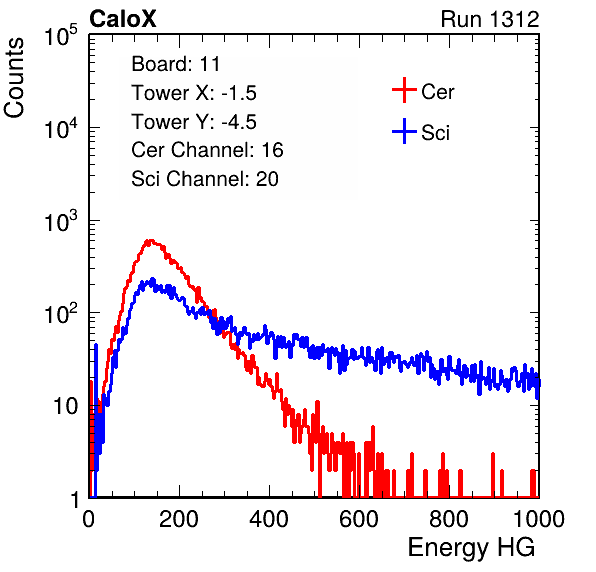 CaloX Run 1312
Counts
Board: 11
Tower X: -1.5
Tower Y: -4.5
Cer Channel: 16
Sci Channel: 20
Cer
Sci
10^5
10^4
10^3
10^2
10
1
0 200 400 600 800 1000
Energy HG